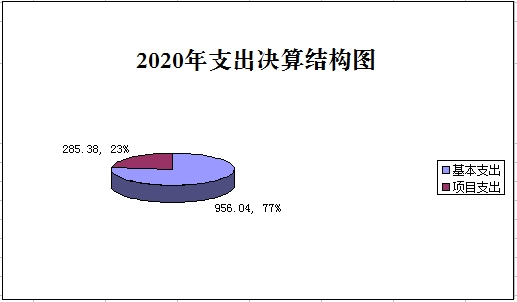 2020年支出决算结构图
285.38, 23%
956.04, 77%
基本支出
项目支出